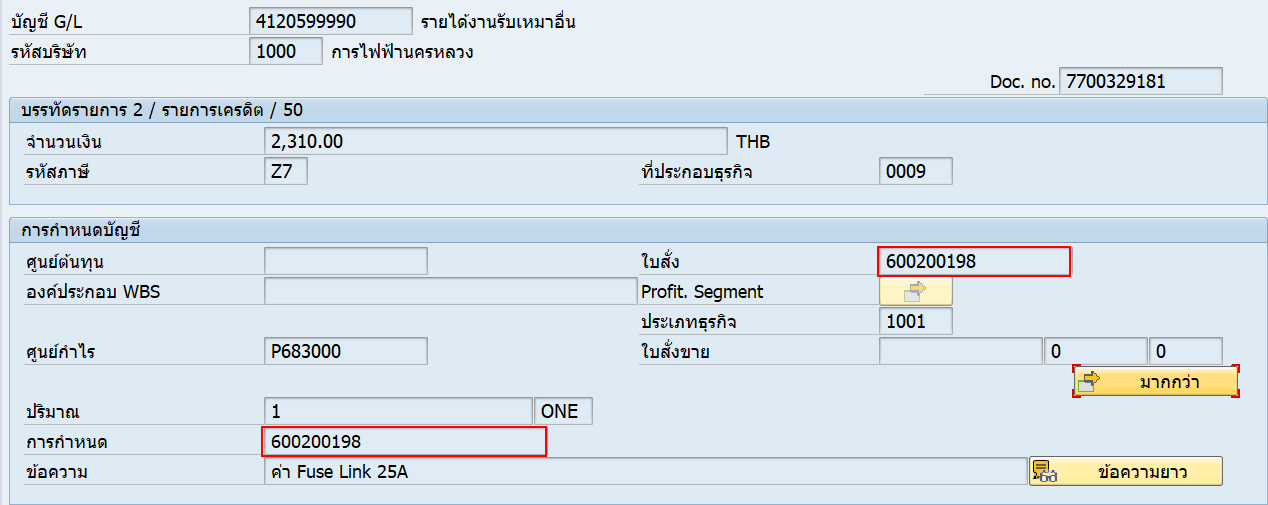 บัญชี G/L 4120599990 รายได้งานรับเหมาอื่น
รหัสบริษัท 1000 การไฟฟ้านครหลวง
Doc. no. 7700329181
บรรทัดรายการ 2 / รายการเครดิต / 50
จำนวนเงิน 2,310.00 THB
รหัสภาษี Z7 ที่ประกอบธุรกิจ 0009
การกำหนดบัญชี
ศูนย์ต้นทุน ใบสั่ง 600200198
องค์ประกอบ WBS Profit. Segment
ประเภทธุรกิจ 1001
ศูนย์กำไร P683000 ใบสั่งขาย 0 0
มากกว่า
ปริมาณ 1 ONE
การกำหนด 600200198
ข้อความ ค่า Fuse Link 25A ข้อความยาว